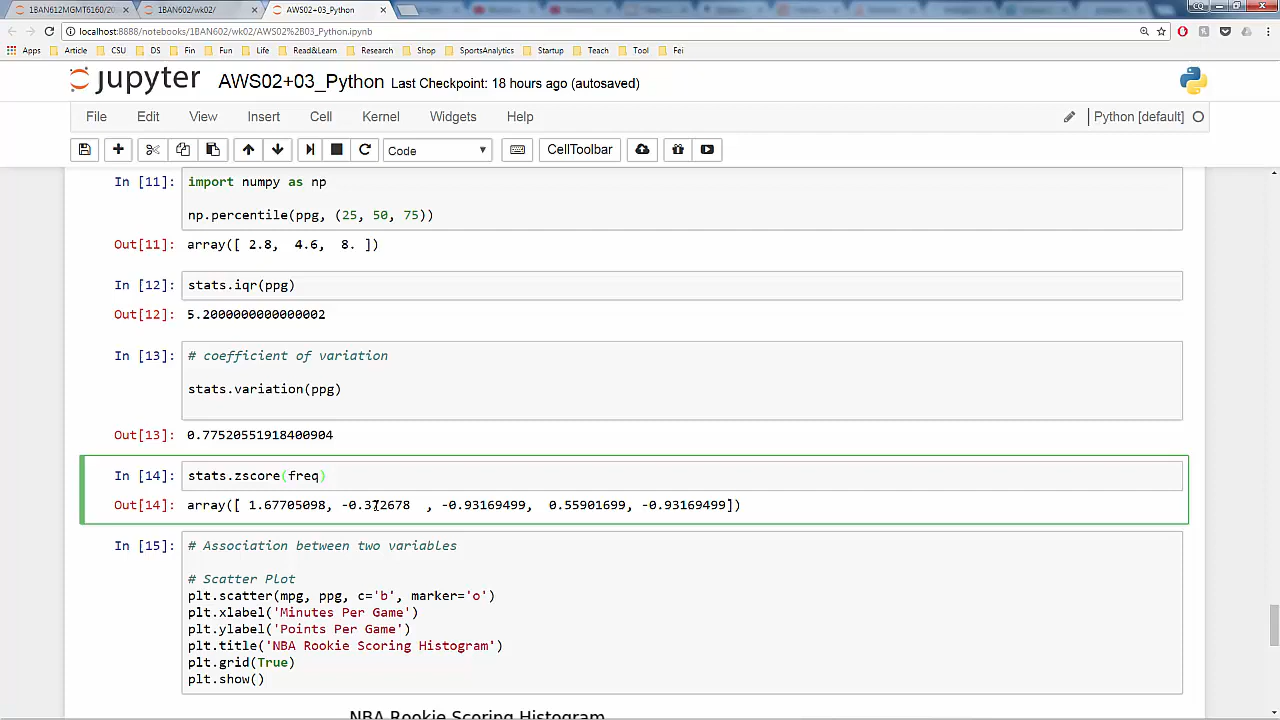 1BAN612MGMT6160/20 1BAN602/wk02/ AWS02+03_Python
localhost:8888/notebooks/1BAN602/wk02/AWS02%2B03_Python.ipynb
Apps Article CSU DS Fin Fun Life Read&Learn Research Shop SportsAnalytics Startup Teach Tool Fei
jupyter AWS02+03_Python Last Checkpoint: 18 hours ago (autosaved)
File Edit View Insert Cell Kernel Widgets Help Python [default]
Code CellToolbar
In [11]: import numpy as np
np.percentile(ppg, (25, 50, 75))
Out[11]: array([ 2.8, 4.6, 8. ])
In [12]: stats.iqr(ppg)
Out[12]: 5.2000000000000002
In [13]: # coefficient of variation
stats.variation(ppg)
Out[13]: 0.77520551918400904
In [14]: stats.zscore(freq)
Out[14]: array([ 1.67705098, -0.372678 , -0.93169499, 0.55901699, -0.93169499])
In [15]: # Association between two variables
# Scatter Plot
plt.scatter(mpg, ppg, c='b', marker='o')
plt.xlabel('Minutes Per Game')
plt.ylabel('Points Per Game')
plt.title('NBA Rookie Scoring Histogram')
plt.grid(True)
plt.show()
NBA Rookie Scoring Histogram